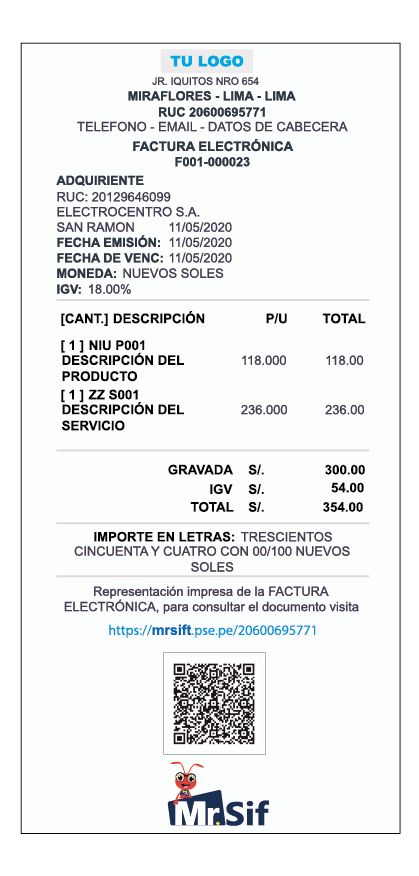 TU LOGO
JR. IQUITOS NRO 654
MIRAFLORES - LIMA - LIMA
RUC 20600695771
TELEFONO - EMAIL - DATOS DE CABECERA
FACTURA ELECTRÓNICA
F001-000023
ADQUIRIENTE
RUC: 20129646099
ELECTROCENTRO S.A.
SAN RAMON 11/05/2020
FECHA EMISIÓN: 11/05/2020
FECHA DE VENC: 11/05/2020
MONEDA: NUEVOS SOLES
IGV: 18.00%
[CANT.] DESCRIPCIÓN P/U TOTAL
[ 1 ] NIU P001
DESCRIPCIÓN DEL 118.000 118.00
PRODUCTO
[ 1 ] ZZ S001
DESCRIPCIÓN DEL 236.000 236.00
SERVICIO
GRAVADA S/. 300.00
IGV S/. 54.00
TOTAL S/. 354.00
IMPORTE EN LETRAS: TRESCIENTOS
CINCUENTA Y CUATRO CON 00/100 NUEVOS
SOLES
Representación impresa de la FACTURA
ELECTRÓNICA, para consultar el documento visita
https://mrsift.pse.pe/20600695771
Mr.Sif